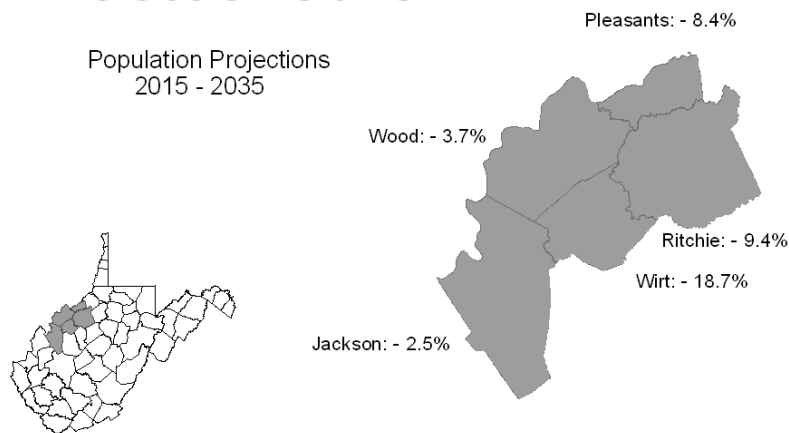 Population Projections
2015 - 2035
Pleasants: - 8.4%
Wood: - 3.7%
Ritchie: - 9.4%
Wirt: - 18.7%
Jackson: - 2.5%